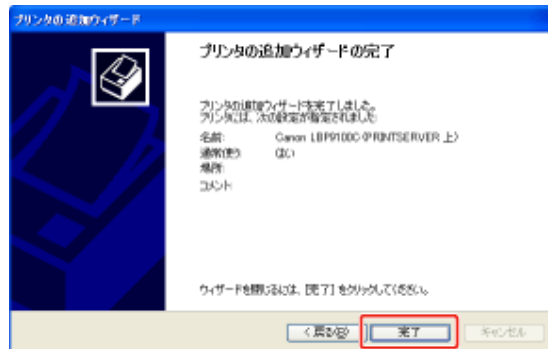 プリンタの追加ウィザード
プリンタの追加ウィザードの完了
プリンタの追加ウィザードを完了しました。
プリンタには、次の設定が指定されました:
名前: Canon LBP9100C (PRINTSERVER 上)
通常使う: はい
場所:
コメント:
ウィザードを閉じるには、[完了] をクリックしてください。
< 戻る(B) 完了 キャンセル